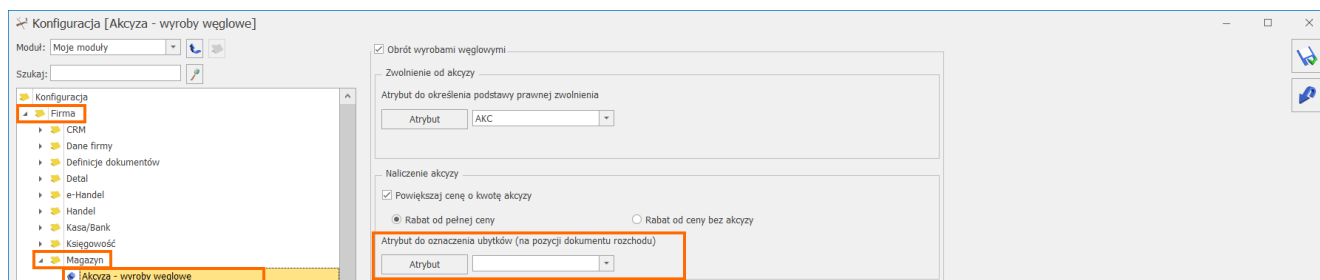 Konfiguracja [Akcyza - wyroby węglowe]
Moduł: Moje moduły
Szukaj:
Konfiguracja
Firma
CRM
Dane firmy
Definicje dokumentów
Detal
e-Handel
Handel
Kasa/Bank
Księgowość
Magazyn
Akcyza - wyroby węglowe
Obrót wyrobami węglowymi
Zwolnienie od akcyzy
Atrybut do określenia podstawy prawnej zwolnienia
Atrybut AKC
Naliczenie akcyzy
Powiększaj cenę o kwotę akcyzy
Rabat od pełnej ceny Rabat od ceny bez akcyzy
Atrybut do oznaczenia ubytków (na pozycji dokumentu rozchodu)
Atrybut